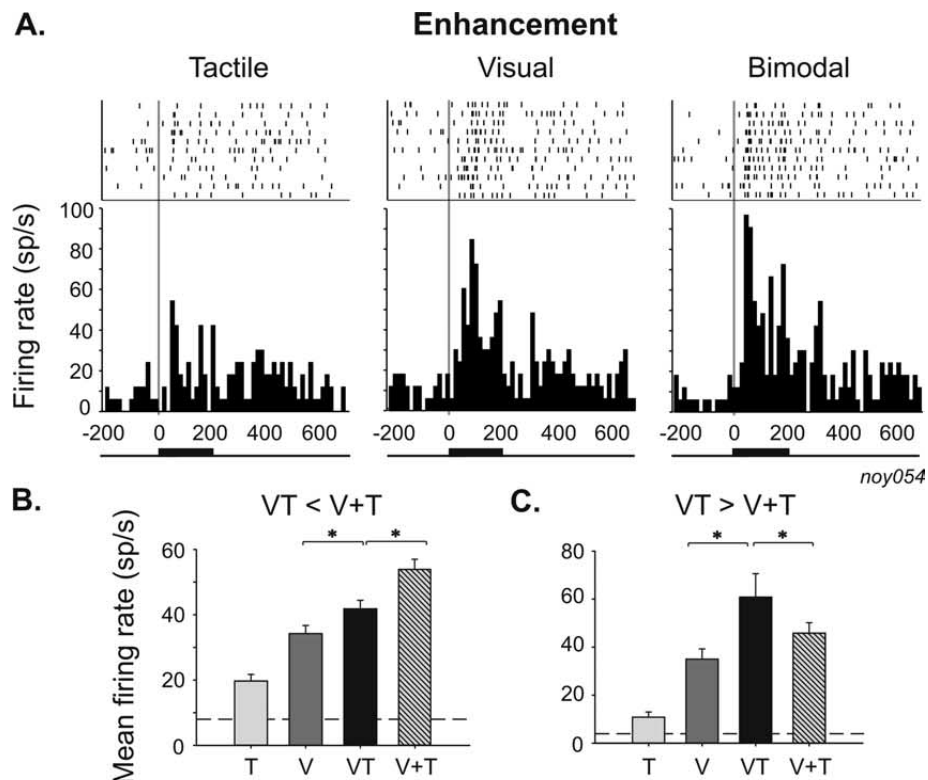 A. Enhancement
Tactile Visual Bimodal
Firing rate (sp/s)
100
80
60
40
20
0
-200 0 200 400 600
-200 0 200 400 600
-200 0 200 400 600
noy054
B. VT < V+T
Mean firing rate (sp/s)
* *
60
40
20
0
T V VT V+T
C. VT > V+T
* *
80
60
40
20
0
T V VT V+T